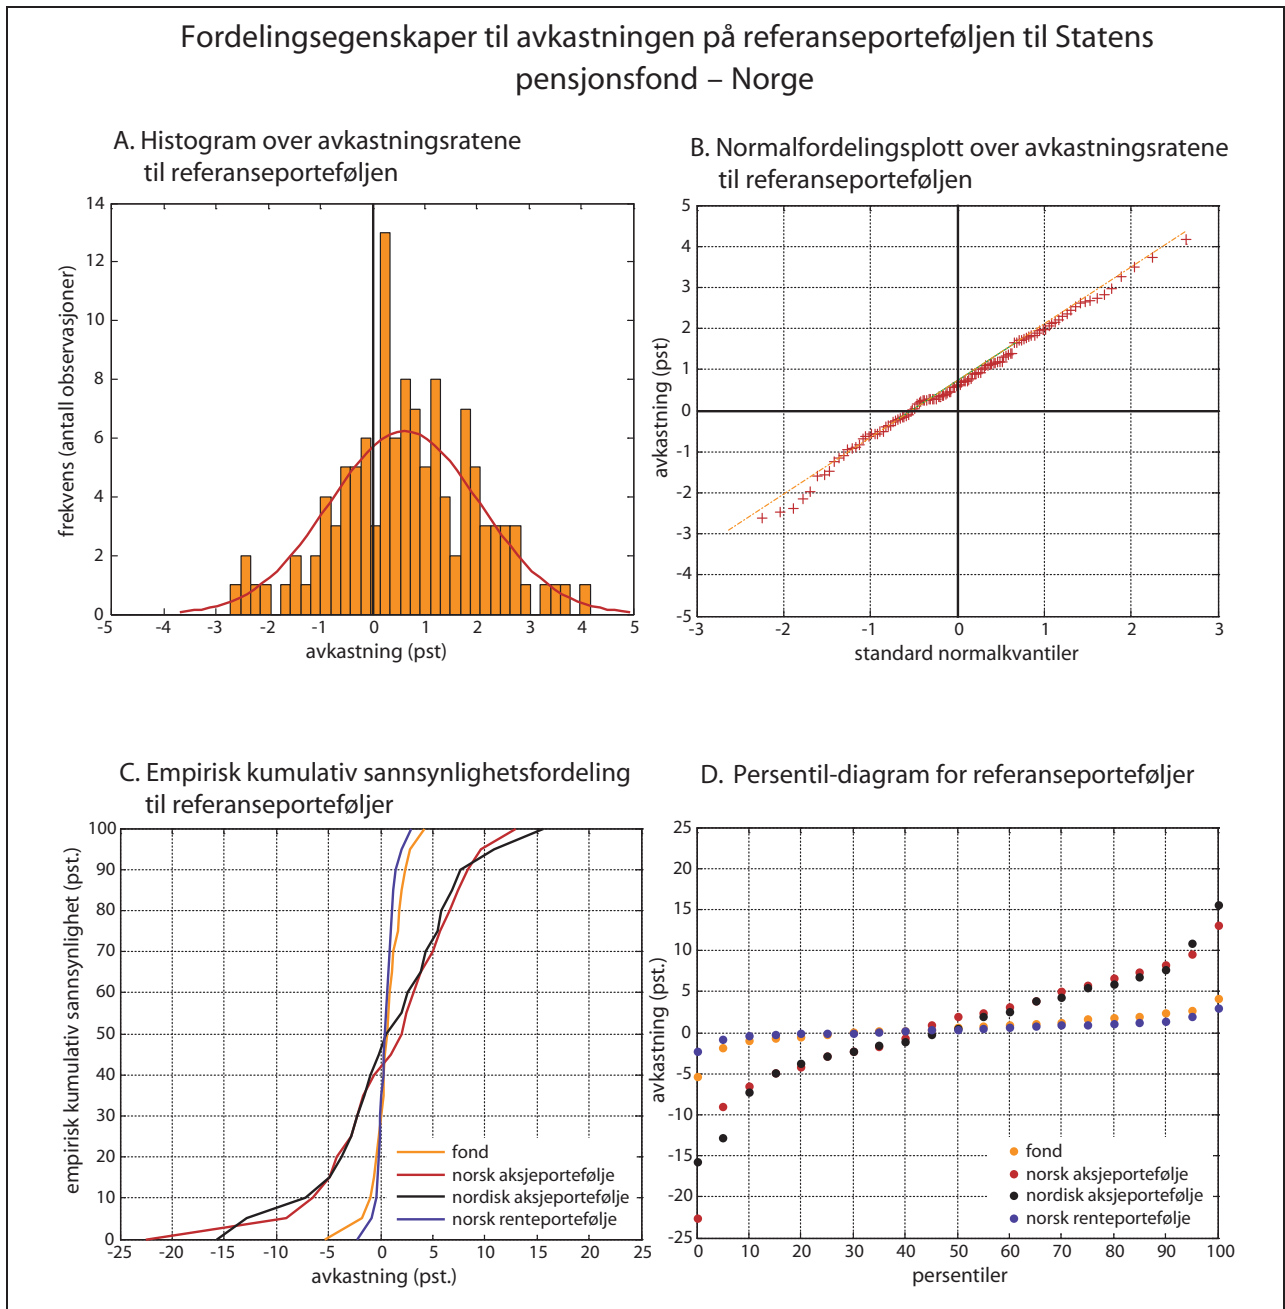 Fordelingsegenskaper til avkastningen på referanseporteføljen til Statens
pensjonsfond – Norge
A. Histogram over avkastningsratene
til referanseporteføljen
14
12
10
8
6
4
2
0
-5 -4 -3 -2 -1 0 1 2 3 4 5
frekvens (antall observasjoner)
avkastning (pst)
B. Normalfordelingsplott over avkastningsratene
til referanseporteføljen
5
4
3
2
1
0
-1
-2
-3
-4
-5
-3 -2 -1 0 1 2 3
avkastning (pst)
standard normalkvantiler
C. Empirisk kumulativ sannsynlighetsfordeling
til referanseporteføljer
100
90
80
70
60
50
40
30
20
10
0
-25 -20 -15 -10 -5 0 5 10 15 20 25
empirisk kumulativ sannsynlighet (pst.)
avkastning (pst.)
fond
norsk aksjeportefølje
nordisk aksjeportefølje
norsk renteportefølje
D. Persentil-diagram for referanseporteføljer
25
20
15
10
5
0
-5
-10
-15
-20
-25
0 10 20 30 40 50 60 70 80 90 100
avkastning (pst.)
persentiler
fond
norsk aksjeportefølje
nordisk aksjeportefølje
norsk renteportefølje